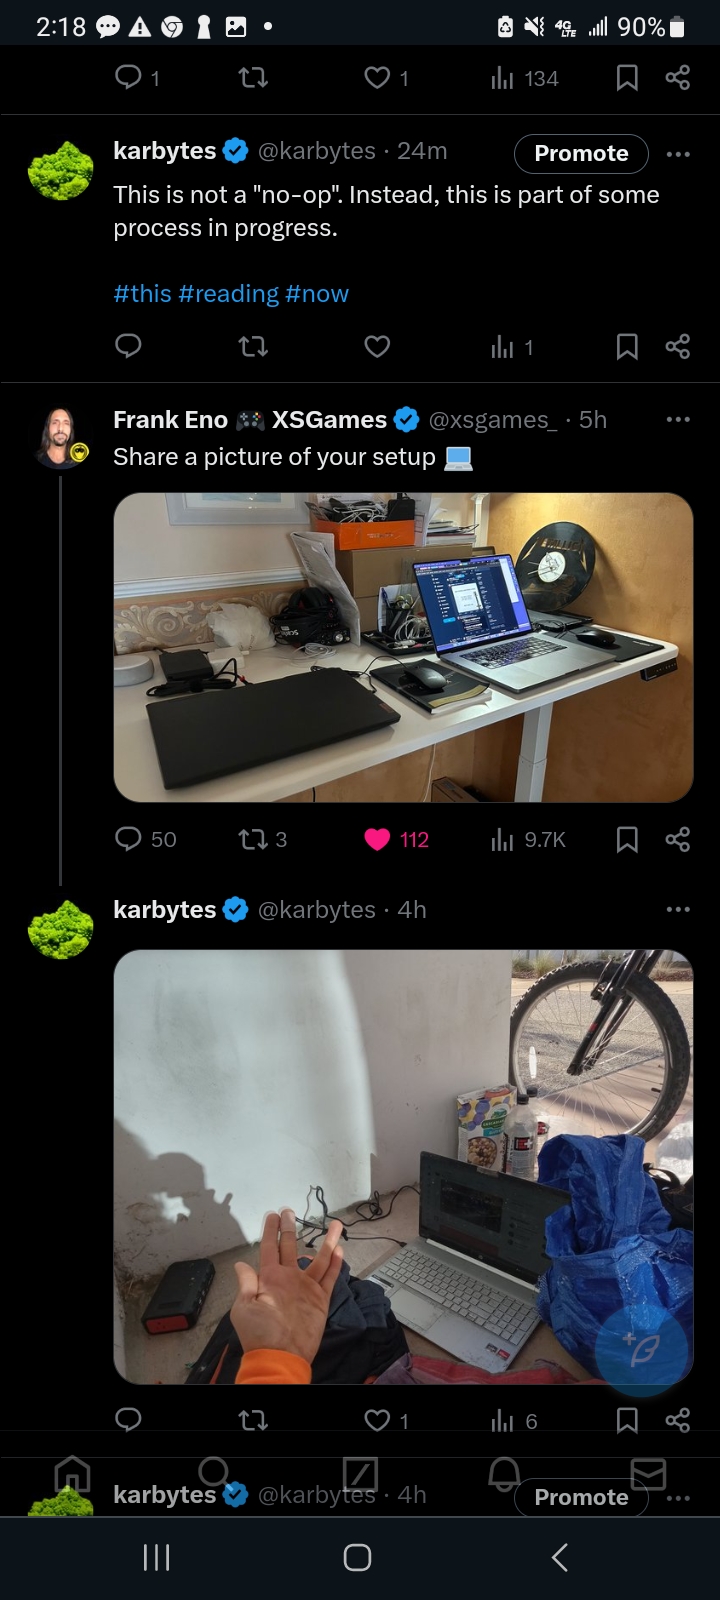 2:18 4G LTE 90%
1 1 134
karbytes @karbytes · 24m Promote
This is not a "no-op". Instead, this is part of some
process in progress.
#this #reading #now
1
Frank Eno 🎮 XSGames @xsgames_ · 5h
Share a picture of your setup 💻
50 3 112 9.7K
karbytes @karbytes · 4h
1 6
karbytes @karbytes · 4h Promote